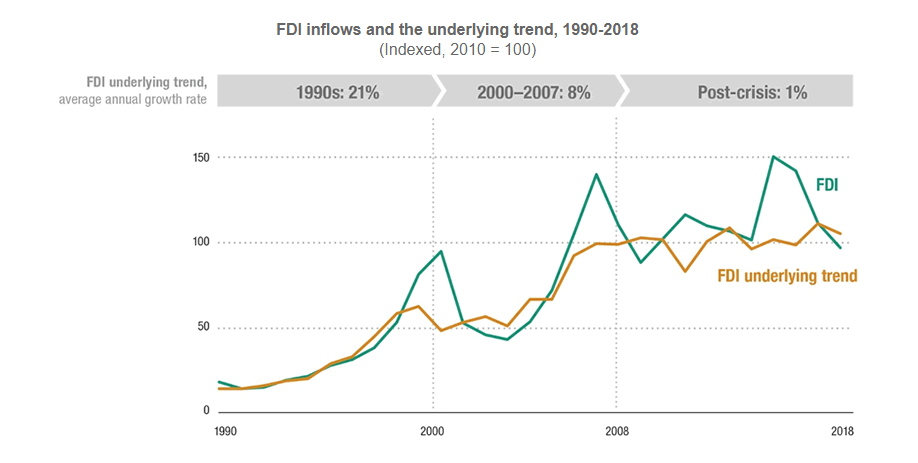 FDI inflows and the underlying trend, 1990-2018
(Indexed, 2010 = 100)
FDI underlying trend,
average annual growth rate
1990s: 21%
2000–2007: 8%
Post-crisis: 1%
150
FDI
100
FDI underlying trend
50
0
1990
2000
2008
2018